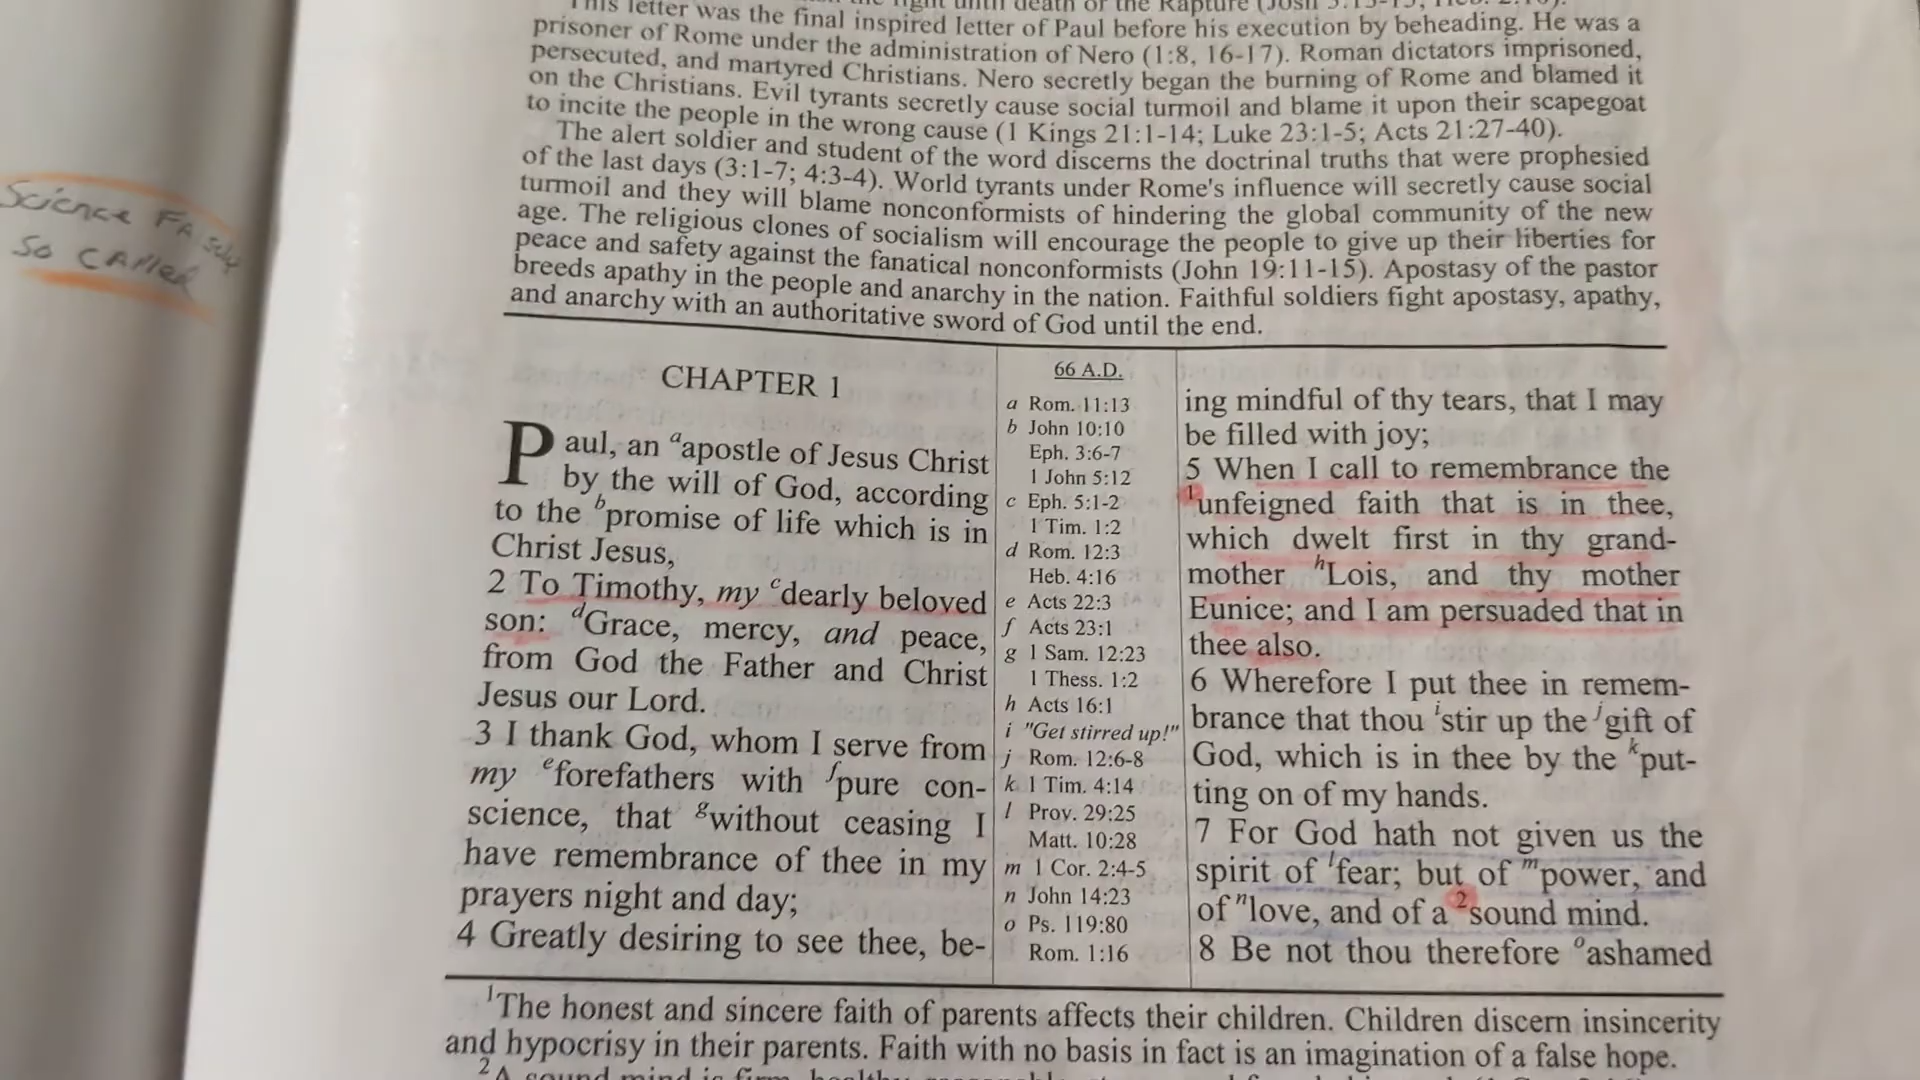 Science Falsely
So Called
This letter was the final inspired letter of Paul before his execution by beheading. He was a
prisoner of Rome under the administration of Nero (1:8, 16-17). Roman dictators imprisoned,
persecuted, and martyred Christians. Nero secretly began the burning of Rome and blamed it
on the Christians. Evil tyrants secretly cause social turmoil and blame it upon their scapegoat
to incite the people in the wrong cause (1 Kings 21:1-14; Luke 23:1-5; Acts 21:27-40).
The alert soldier and student of the word discerns the doctrinal truths that were prophesied
of the last days (3:1-7; 4:3-4). World tyrants under Rome's influence will secretly cause social
turmoil and they will blame nonconformists of hindering the global community of the new
age. The religious clones of socialism will encourage the people to give up their liberties for
peace and safety against the fanatical nonconformists (John 19:11-15). Apostasy of the pastor
breeds apathy in the people and anarchy in the nation. Faithful soldiers fight apostasy, apathy,
and anarchy with an authoritative sword of God until the end.
CHAPTER 1
Paul, an ᵃapostle of Jesus Christ
by the will of God, according
to the ᵇpromise of life which is in
Christ Jesus,
2 To Timothy, my ᶜdearly beloved
son: ᵈGrace, mercy, and peace,
from God the Father and Christ
Jesus our Lord.
3 I thank God, whom I serve from
my ᵉforefathers with ᶠpure con-
science, that ᵍwithout ceasing I
have remembrance of thee in my
prayers night and day;
4 Greatly desiring to see thee, be-
66 A.D.
a Rom. 11:13
b John 10:10
Eph. 3:6-7
1 John 5:12
c Eph. 5:1-2
1 Tim. 1:2
d Rom. 12:3
Heb. 4:16
e Acts 22:3
f Acts 23:1
g 1 Sam. 12:23
1 Thess. 1:2
h Acts 16:1
i "Get stirred up!"
j Rom. 12:6-8
k 1 Tim. 4:14
l Prov. 29:25
Matt. 10:28
m 1 Cor. 2:4-5
n John 14:23
o Ps. 119:80
Rom. 1:16
ing mindful of thy tears, that I may
be filled with joy;
5 When I call to remembrance the
¹unfeigned faith that is in thee,
which dwelt first in thy grand-
mother ʰLois, and thy mother
Eunice; and I am persuaded that in
thee also.
6 Wherefore I put thee in remem-
brance that thou ⁱstir up the ʲgift of
God, which is in thee by the ᵏput-
ting on of my hands.
7 For God hath not given us the
spirit of ˡfear; but of ᵐpower, and
of ⁿlove, and of a ²sound mind.
8 Be not thou therefore ᵒashamed
¹The honest and sincere faith of parents affects their children. Children discern insincerity
and hypocrisy in their parents. Faith with no basis in fact is an imagination of a false hope.
²A sound mind is firm, healthy,